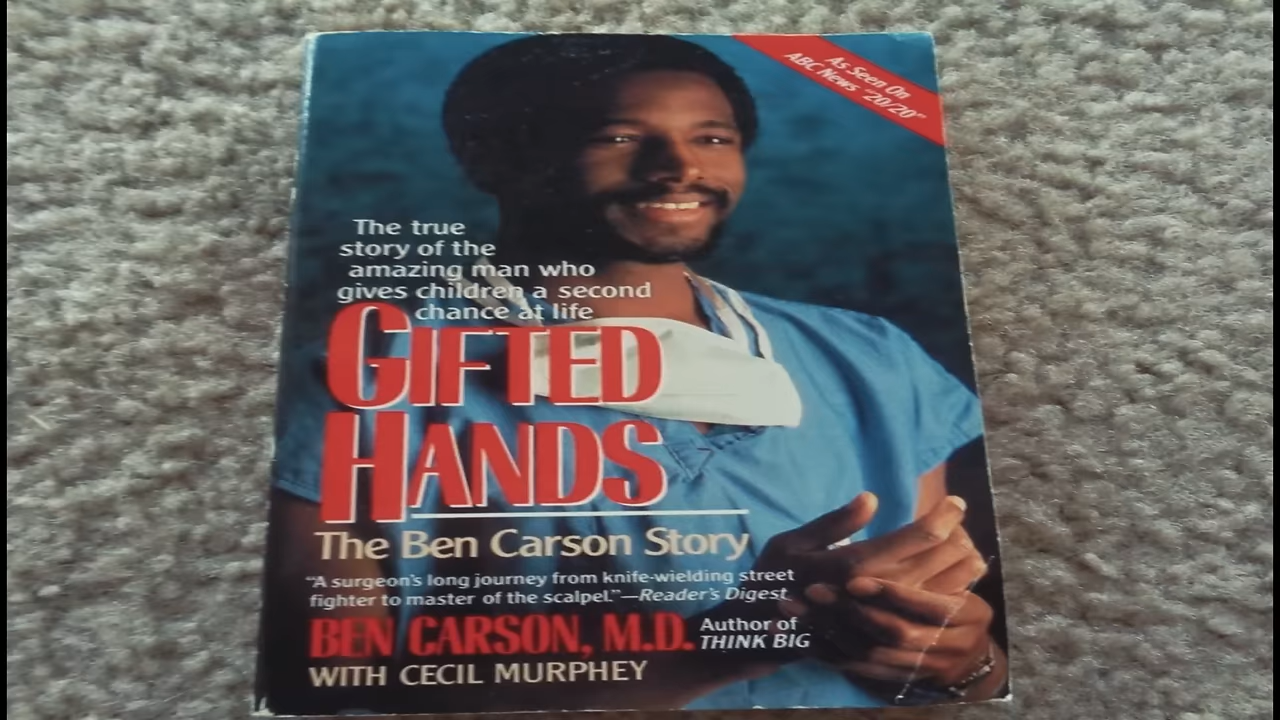 As Seen On
ABC News "20/20"
The true
story of the
amazing man who
gives children a second
chance at life
GIFTED
HANDS
The Ben Carson Story
"A surgeon's long journey from knife-wielding street
fighter to master of the scalpel."—Reader's Digest
BEN CARSON, M.D. Author of
THINK BIG
WITH CECIL MURPHEY